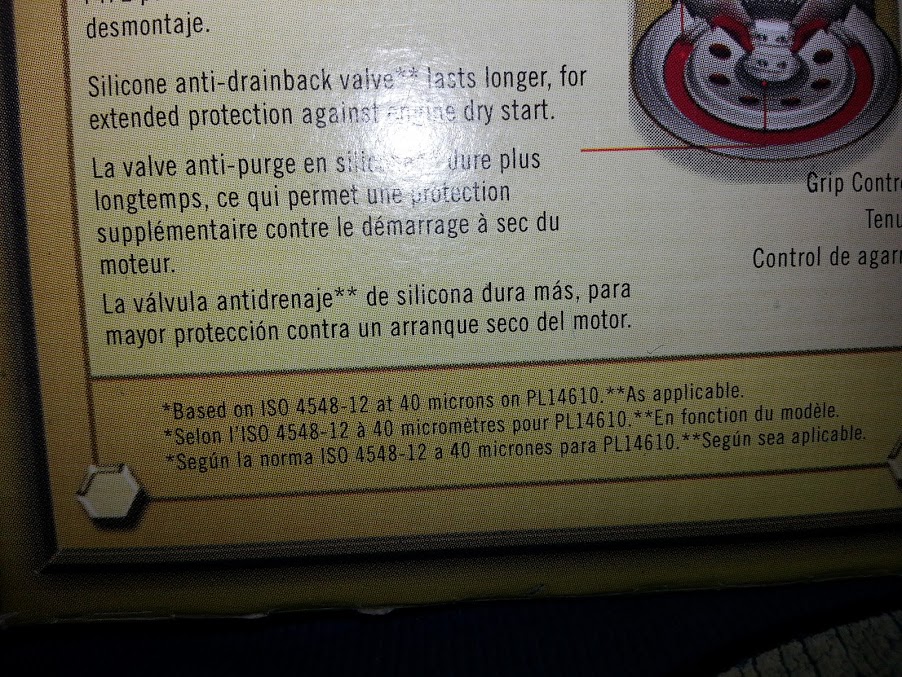 desmontaje.
Silicone anti-drainback valve** lasts longer, for
extended protection against engine dry start.
La valve anti-purge en silicone** dure plus
longtemps, ce qui permet une protection
supplémentaire contre le démarrage à sec du
moteur.
La válvula antidrenaje** de silicona dura más, para
mayor protección contra un arranque seco del motor.
Grip
Control de
*Based on ISO 4548-12 at 40 microns on PL14610.**As applicable.
*Selon l'ISO 4548-12 à 40 micromètres pour PL14610.**En fonction du modèle.
*Según la norma ISO 4548-12 a 40 micrones para PL14610.**Según sea aplicable.